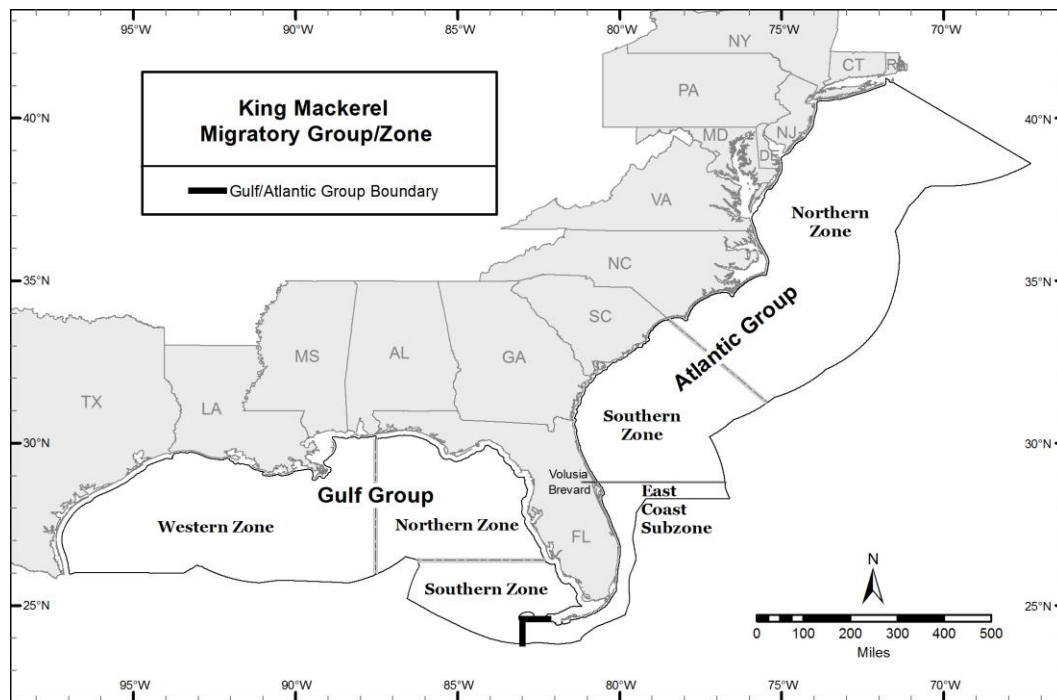 95°W 90°W 85°W 80°W 75°W 70°W
King Mackerel
Migratory Group/Zone
Gulf/Atlantic Group Boundary
NY
CT
RI
PA
40°N
40°N
NJ
MD
DE
VA
Northern
Zone
NC
35°N
35°N
SC
Atlantic Group
MS
AL
GA
TX
LA
Southern
Zone
30°N
30°N
Volusia
Brevard
East
Coast
Subzone
Gulf Group
Western Zone
Northern Zone
FL
Southern Zone
N
25°N
25°N
0 50 100 200 300 400 500
Miles
95°W 90°W 85°W 80°W 75°W 70°W